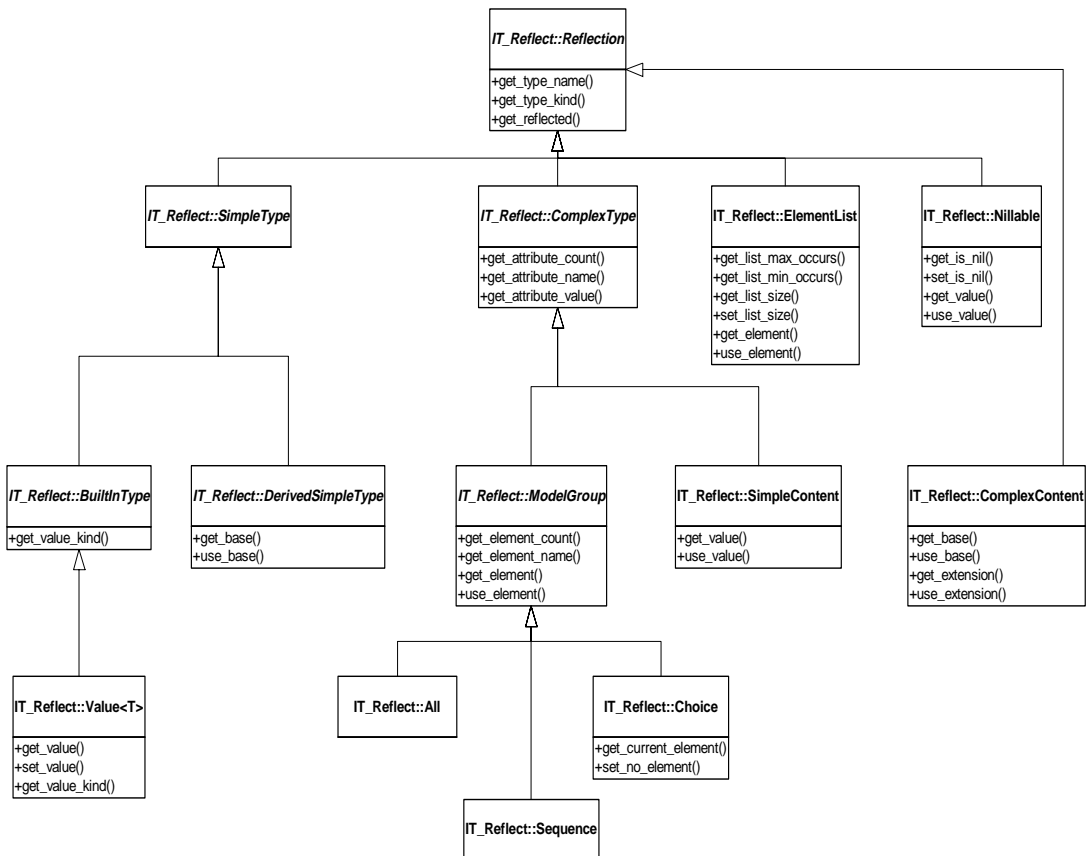 IT_Reflect::Reflection
+get_type_name()
+get_type_kind()
+get_reflected()
IT_Reflect::SimpleType
IT_Reflect::ComplexType
+get_attribute_count()
+get_attribute_name()
+get_attribute_value()
IT_Reflect::ElementList
+get_list_max_occurs()
+get_list_min_occurs()
+get_list_size()
+set_list_size()
+get_element()
+use_element()
IT_Reflect::Nillable
+get_is_nil()
+set_is_nil()
+get_value()
+use_value()
IT_Reflect::BuiltInType
+get_value_kind()
IT_Reflect::DerivedSimpleType
+get_base()
+use_base()
IT_Reflect::ModelGroup
+get_element_count()
+get_element_name()
+get_element()
+use_element()
IT_Reflect::SimpleContent
+get_value()
+use_value()
IT_Reflect::ComplexContent
+get_base()
+use_base()
+get_extension()
+use_extension()
IT_Reflect::Value<T>
+get_value()
+set_value()
+get_value_kind()
IT_Reflect::All
IT_Reflect::Choice
+get_current_element()
+set_no_element()
IT_Reflect::Sequence